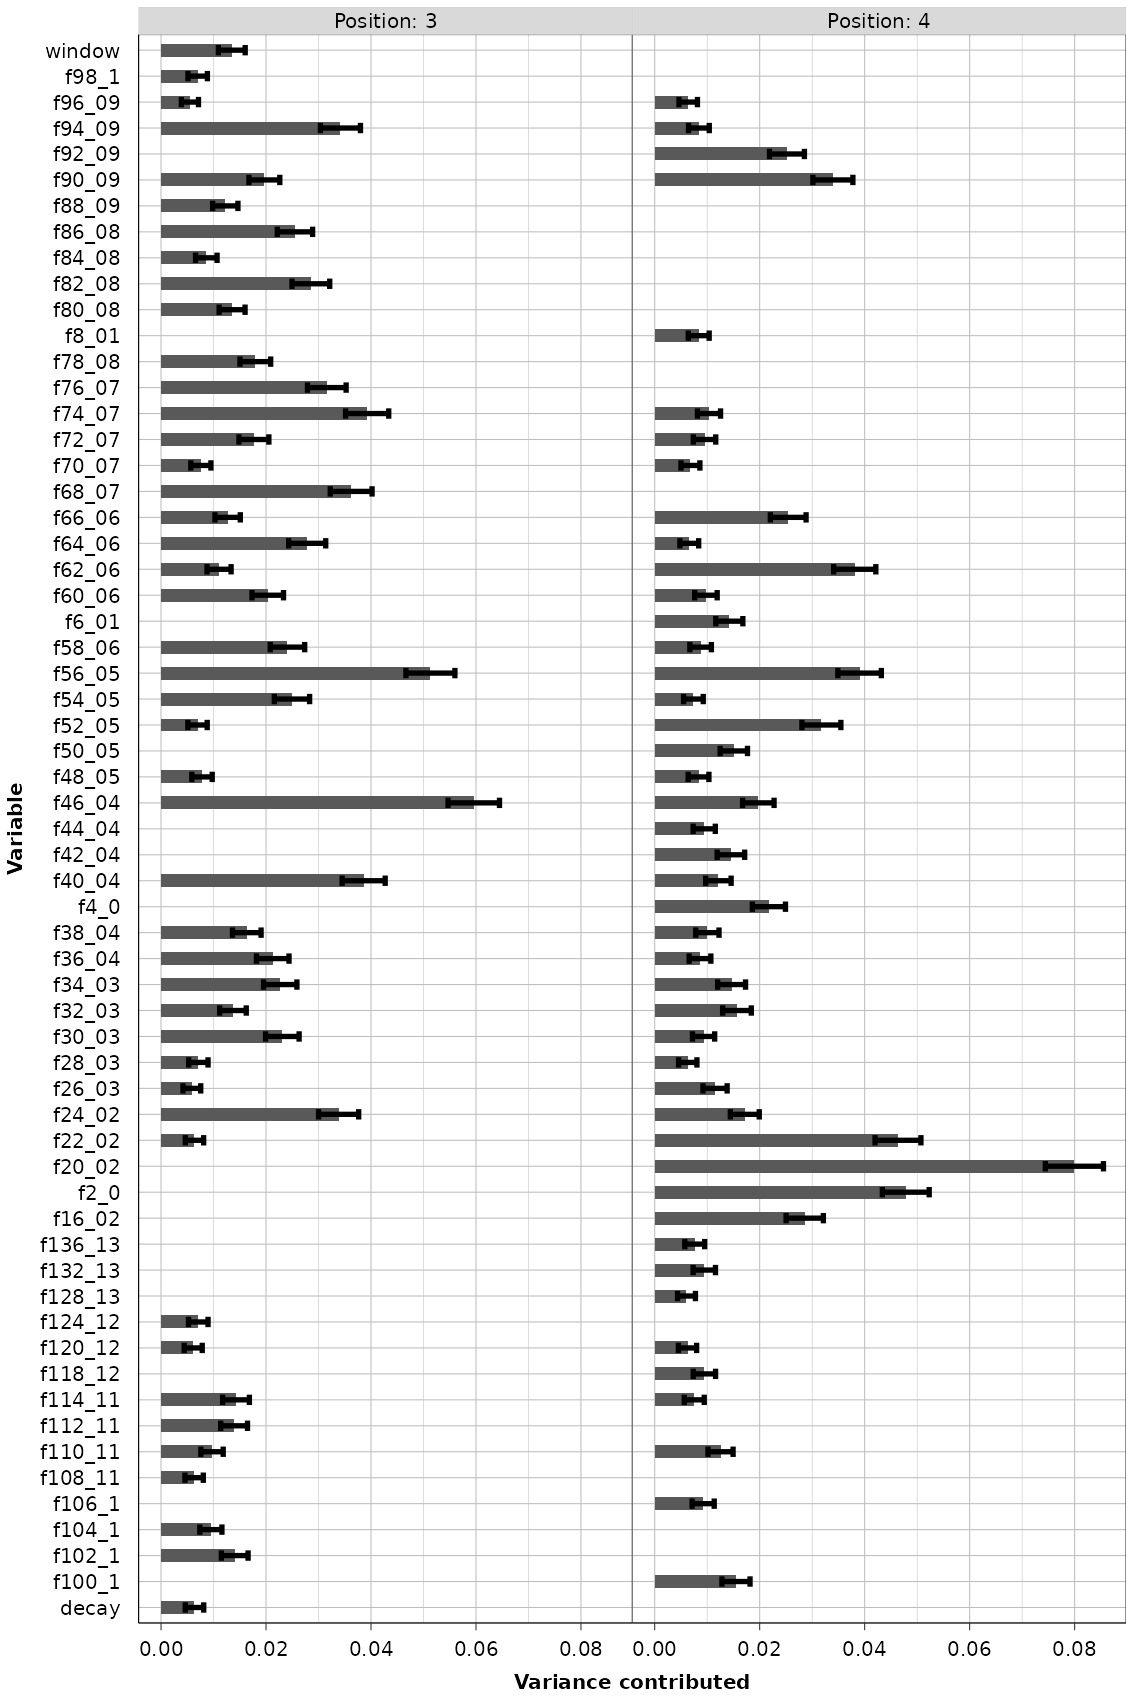 Position: 3
Position: 4
window
f98_1
f96_09
f94_09
f92_09
f90_09
f88_09
f86_08
f84_08
f82_08
f80_08
f8_01
f78_08
f76_07
f74_07
f72_07
f70_07
f68_07
f66_06
f64_06
f62_06
f60_06
f6_01
f58_06
f56_05
f54_05
f52_05
f50_05
f48_05
f46_04
f44_04
f42_04
f40_04
f4_0
f38_04
f36_04
f34_03
f32_03
f30_03
f28_03
f26_03
f24_02
f22_02
f20_02
f2_0
f16_02
f136_13
f132_13
f128_13
f124_12
f120_12
f118_12
f114_11
f112_11
f110_11
f108_11
f106_1
f104_1
f102_1
f100_1
decay
Variable
0.00 0.02 0.04 0.06 0.08 0.00 0.02 0.04 0.06 0.08
Variance contributed